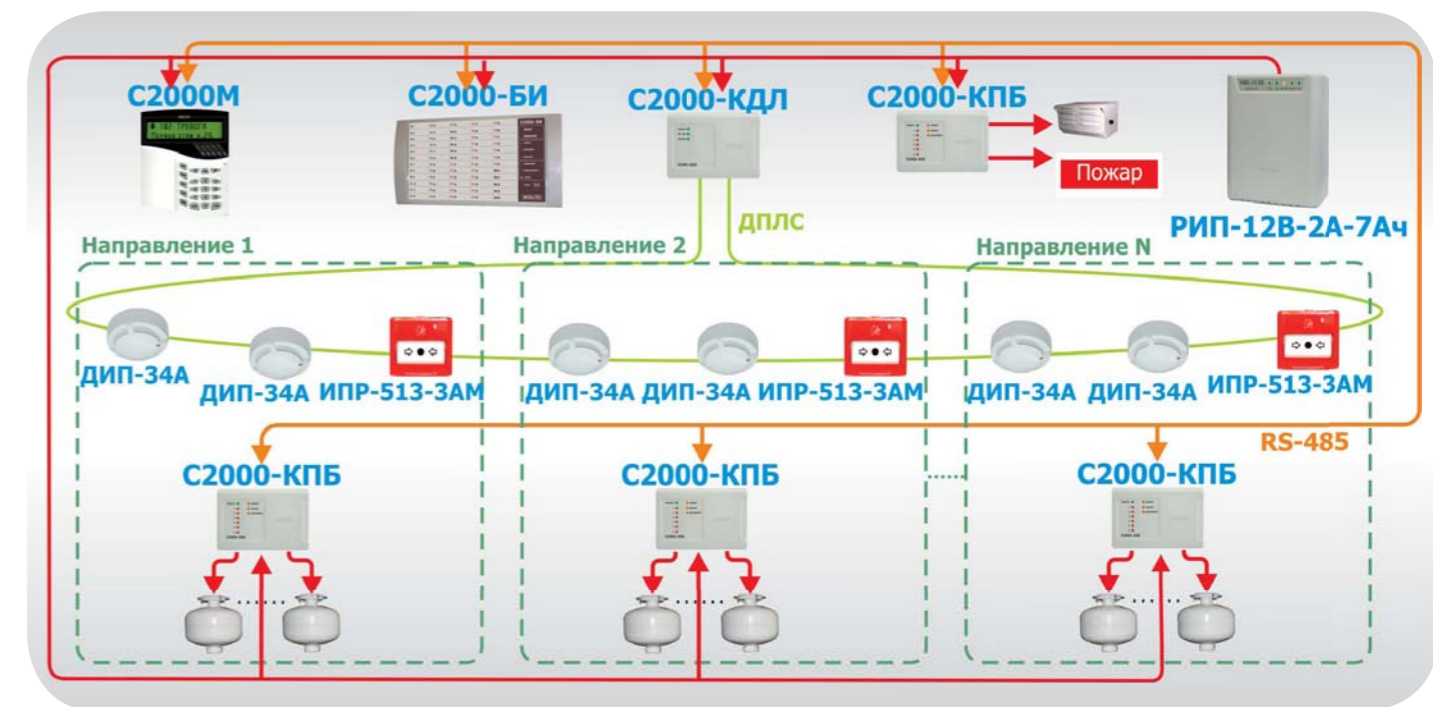 С2000М
С2000-БИ
С2000-КДЛ
С2000-КПБ
Пожар
РИП-12В-2А-7Ач
ДПЛС
Направление 1
Направление 2
Направление N
ДИП-34А
ДИП-34А
ИПР-513-3АМ
ДИП-34А
ДИП-34А
ИПР-513-3АМ
ДИП-34А
ДИП-34А
ИПР-513-3АМ
RS-485
С2000-КПБ
С2000-КПБ
С2000-КПБ